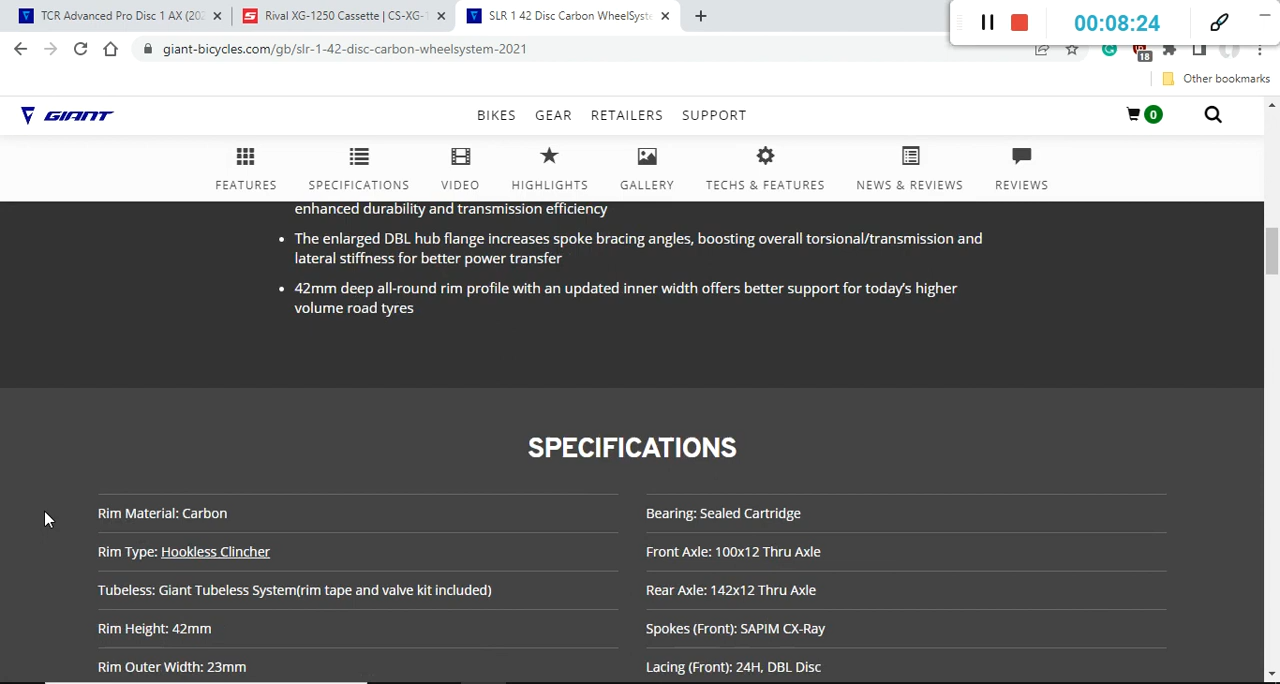 TCR Advanced Pro Disc 1 AX (202
Rival XG-1250 Cassette | CS-XG-1
SLR 1 42 Disc Carbon WheelSyste
00:08:24
giant-bicycles.com/gb/slr-1-42-disc-carbon-wheelsystem-2021
18
Other bookmarks
GIANT
BIKES
GEAR
RETAILERS
SUPPORT
0
FEATURES
SPECIFICATIONS
VIDEO
HIGHLIGHTS
GALLERY
TECHS & FEATURES
NEWS & REVIEWS
REVIEWS
enhanced durability and transmission efficiency
• The enlarged DBL hub flange increases spoke bracing angles, boosting overall torsional/transmission and
lateral stiffness for better power transfer
• 42mm deep all-round rim profile with an updated inner width offers better support for today's higher
volume road tyres
SPECIFICATIONS
Rim Material: Carbon
Rim Type: Hookless Clincher
Tubeless: Giant Tubeless System(rim tape and valve kit included)
Rim Height: 42mm
Rim Outer Width: 23mm
Bearing: Sealed Cartridge
Front Axle: 100x12 Thru Axle
Rear Axle: 142x12 Thru Axle
Spokes (Front): SAPIM CX-Ray
Lacing (Front): 24H, DBL Disc